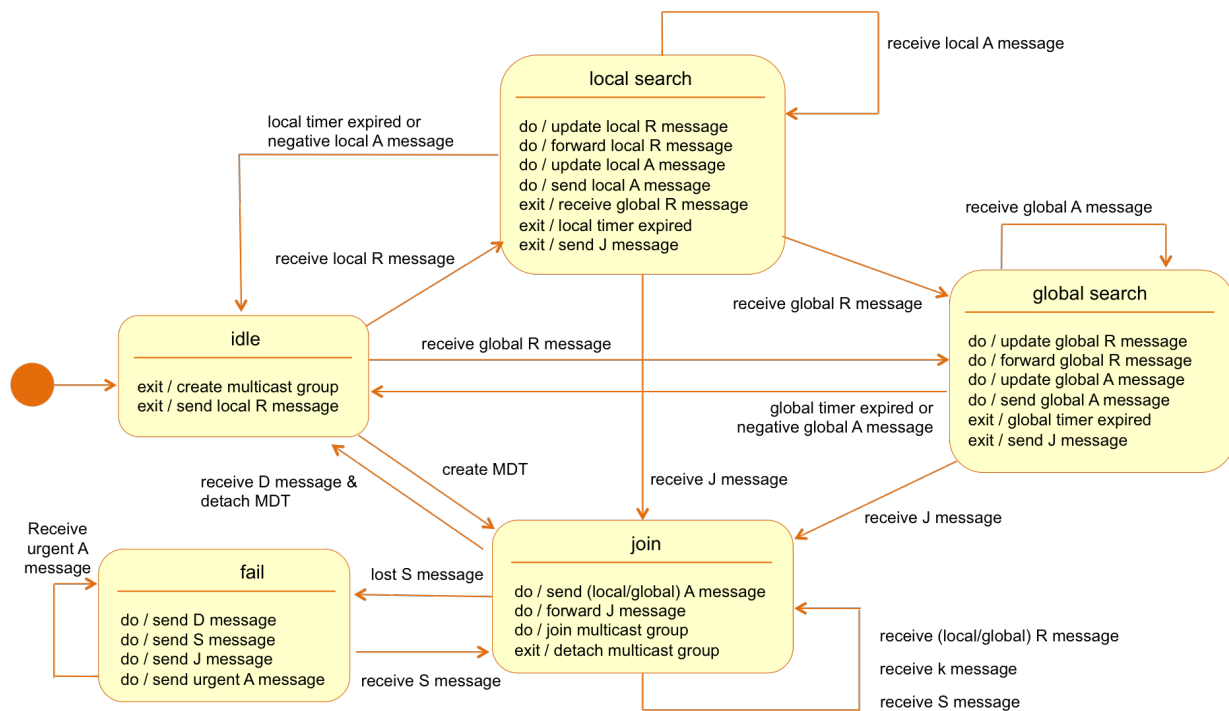 receive local A message
local search
do / update local R message
do / forward local R message
do / update local A message
do / send local A message
exit / receive global R message
exit / local timer expired
exit / send J message
local timer expired or
negative local A message
receive global A message
receive local R message
receive global R message
global search
do / update global R message
do / forward global R message
do / update global A message
do / send global A message
exit / global timer expired
exit / send J message
idle
exit / create multicast group
exit / send local R message
receive global R message
global timer expired or
negative global A message
create MDT
receive D message &
detach MDT
receive J message
receive J message
Receive
urgent A
message
fail
do / send D message
do / send S message
do / send J message
do / send urgent A message
lost S message
receive S message
join
do / send (local/global) A message
do / forward J message
do / join multicast group
exit / detach multicast group
receive (local/global) R message
receive k message
receive S message